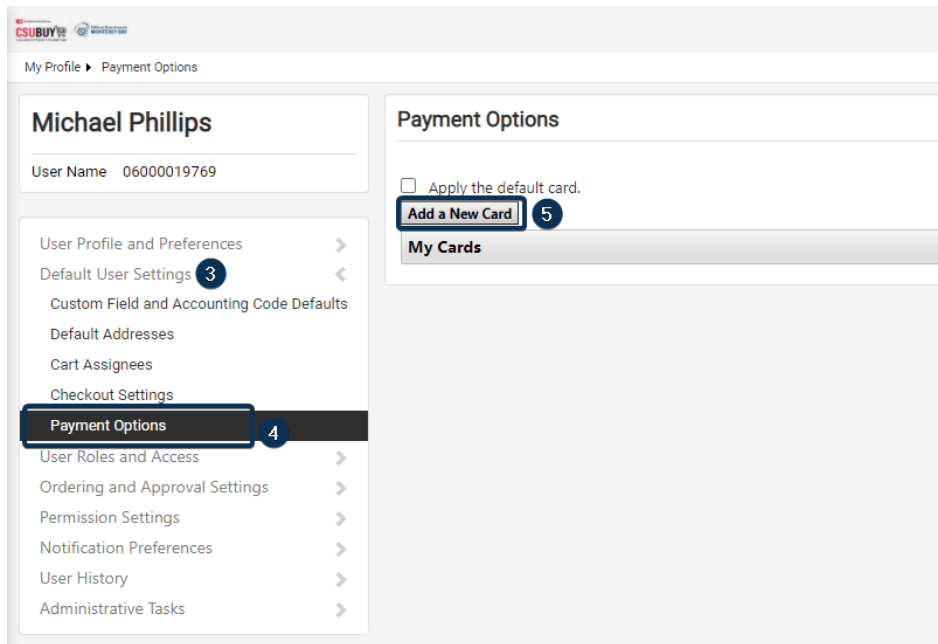 CSUBUY
MONTEREY BAY
My Profile Payment Options
Michael Phillips
User Name 06000019769
User Profile and Preferences
Default User Settings 3
Custom Field and Accounting Code Defaults
Default Addresses
Cart Assignees
Checkout Settings
Payment Options 4
User Roles and Access
Ordering and Approval Settings
Permission Settings
Notification Preferences
User History
Administrative Tasks
Payment Options
Apply the default card.
Add a New Card 5
My Cards